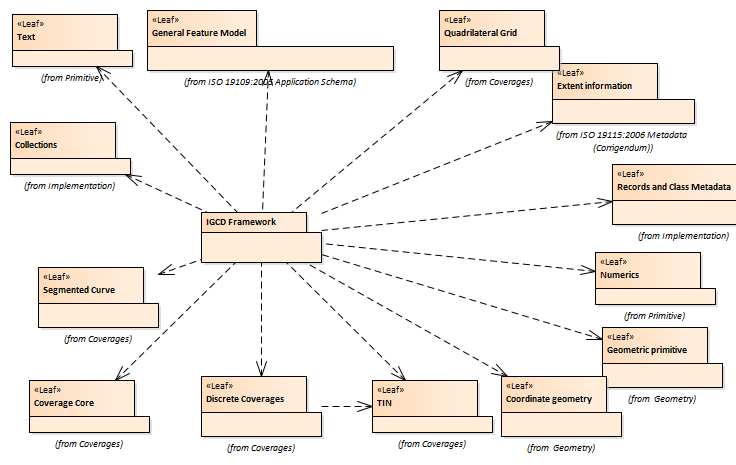 «Leaf»
Text
(from Primitive)
«Leaf»
General Feature Model
(from ISO 19109:2005 Application Schema)
«Leaf»
Quadrilateral Grid
(from Coverages)
«Leaf»
Extent information
(from ISO 19115:2006 Metadata
(Corrigendum))
«Leaf»
Collections
(from Implementation)
«Leaf»
Records and Class Metadata
(from Implementation)
IGCD Framework
«Leaf»
Segmented Curve
(from Coverages)
«Leaf»
Numerics
(from Primitive)
«Leaf»
Geometric primitive
(from Geometry)
«Leaf»
Coverage Core
(from Coverages)
«Leaf»
Discrete Coverages
(from Coverages)
«Leaf»
TIN
(from Coverages)
«Leaf»
Coordinate geometry
(from Geometry)